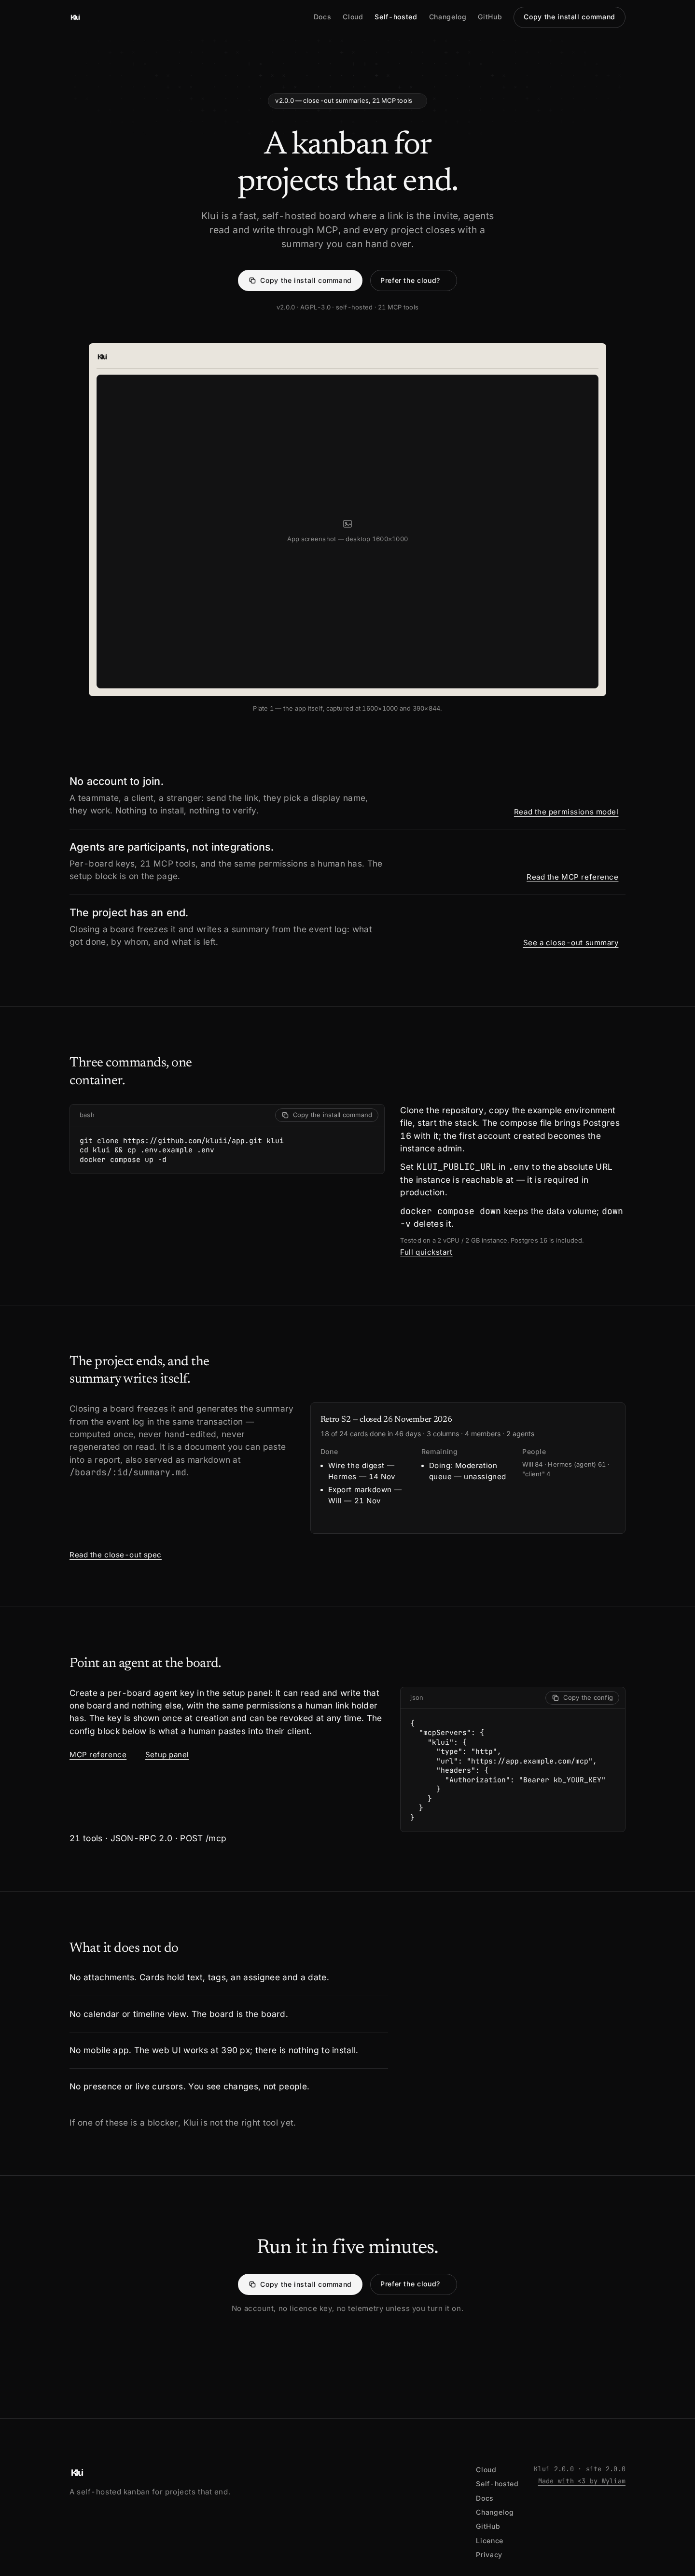 Klui
Docs Cloud Self-hosted Changelog GitHub Copy the install command
v2.0.0 — close-out summaries, 21 MCP tools
A kanban for
projects that end.
Klui is a fast, self-hosted board where a link is the invite, agents
read and write through MCP, and every project closes with a
summary you can hand over.
Copy the install command Prefer the cloud?
v2.0.0 · AGPL-3.0 · self-hosted · 21 MCP tools
Klui
App screenshot — desktop 1600×1000
Plate 1 — the app itself, captured at 1600×1000 and 390×844.
No account to join.
A teammate, a client, a stranger: send the link, they pick a display name,
they work. Nothing to install, nothing to verify.
Read the permissions model
Agents are participants, not integrations.
Per-board keys, 21 MCP tools, and the same permissions a human has. The
setup block is on the page.
Read the MCP reference
The project has an end.
Closing a board freezes it and writes a summary from the event log: what
got done, by whom, and what is left.
See a close-out summary
Three commands, one
container.
bash
Copy the install command
git clone https://github.com/kluii/app.git klui
cd klui && cp .env.example .env
docker compose up -d
Clone the repository, copy the example environment
file, start the stack. The compose file brings Postgres
16 with it; the first account created becomes the
instance admin.
Set KLUI_PUBLIC_URL in .env to the absolute URL
the instance is reachable at — it is required in
production.
docker compose down keeps the data volume; down
-v deletes it.
Tested on a 2 vCPU / 2 GB instance. Postgres 16 is included.
Full quickstart
The project ends, and the
summary writes itself.
Closing a board freezes it and generates the summary
from the event log in the same transaction —
computed once, never hand-edited, never
regenerated on read. It is a document you can paste
into a report, also served as markdown at
/boards/:id/summary.md.
Read the close-out spec
Retro S2 — closed 26 November 2026
18 of 24 cards done in 46 days · 3 columns · 4 members · 2 agents
Done
Wire the digest —
Hermes — 14 Nov
Export markdown —
Will — 21 Nov
Remaining
Doing: Moderation
queue — unassigned
People
Will 84 · Hermes (agent) 61 ·
"client" 4
Point an agent at the board.
Create a per-board agent key in the setup panel: it can read and write that
one board and nothing else, with the same permissions a human link holder
has. The key is shown once at creation and can be revoked at any time. The
config block below is what a human pastes into their client.
MCP reference Setup panel
21 tools · JSON-RPC 2.0 · POST /mcp
json
Copy the config
{
"mcpServers": {
"klui": {
"type": "http",
"url": "https://app.example.com/mcp",
"headers": {
"Authorization": "Bearer kb_YOUR_KEY"
}
}
}
}
What it does not do
No attachments. Cards hold text, tags, an assignee and a date.
No calendar or timeline view. The board is the board.
No mobile app. The web UI works at 390 px; there is nothing to install.
No presence or live cursors. You see changes, not people.
If one of these is a blocker, Klui is not the right tool yet.
Run it in five minutes.
Copy the install command Prefer the cloud?
No account, no licence key, no telemetry unless you turn it on.
Klui
A self-hosted kanban for projects that end.
Cloud
Self-hosted
Docs
Changelog
GitHub
Licence
Privacy
Klui 2.0.0 · site 2.0.0
Made with <3 by Wyliaw